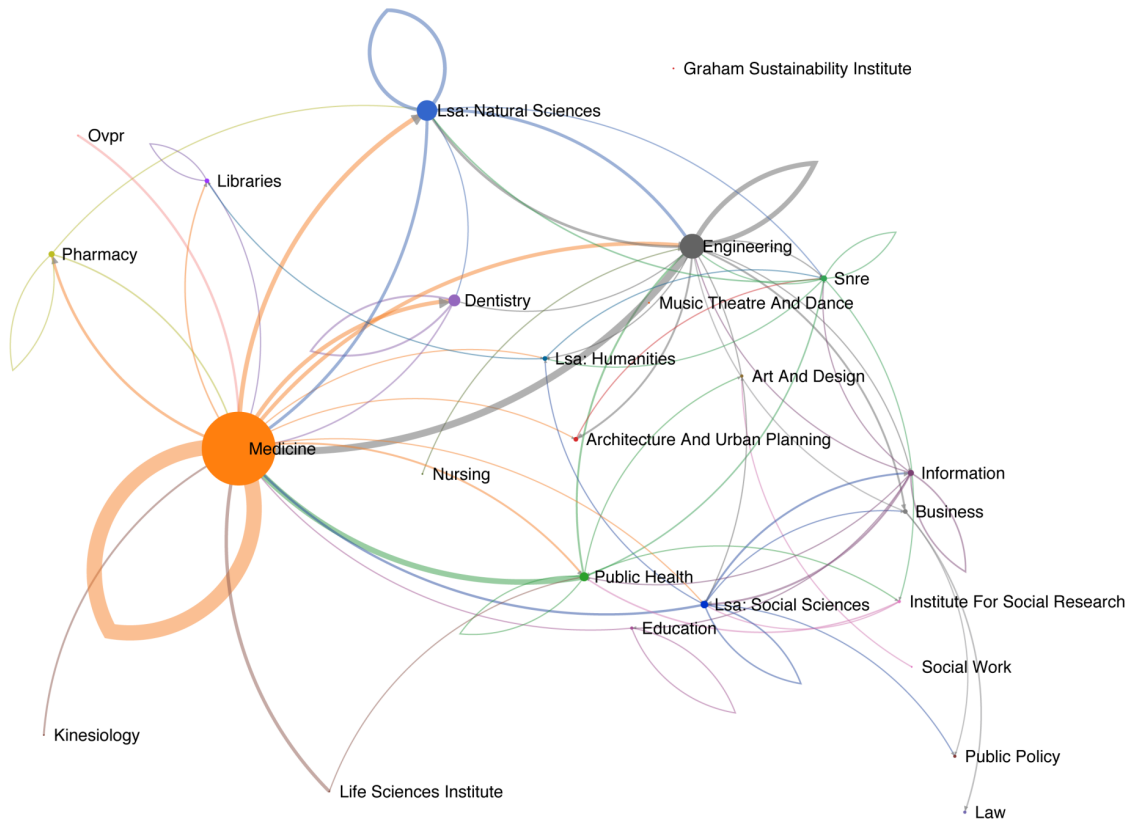 Graham Sustainability Institute
Lsa: Natural Sciences
Ovpr
Libraries
Engineering
Pharmacy
Snre
Dentistry
Music Theatre And Dance
Lsa: Humanities
Art And Design
Architecture And Urban Planning
Medicine
Nursing
Information
Business
Public Health
Institute For Social Research
Lsa: Social Sciences
Education
Social Work
Kinesiology
Public Policy
Life Sciences Institute
Law